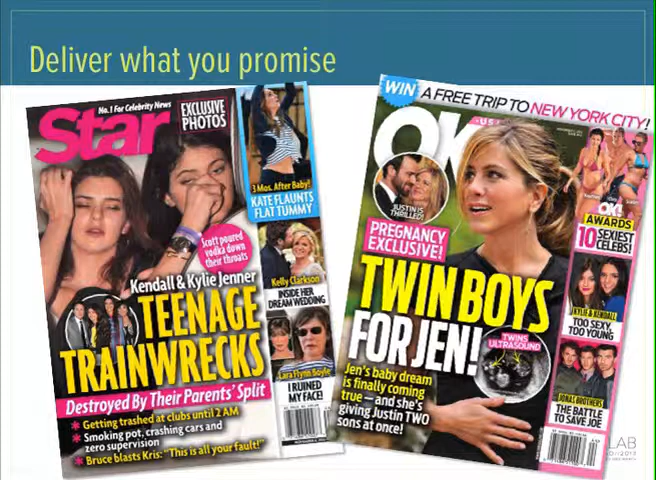 Deliver what you promise
No. 1 For Celebrity News
Star
EXCLUSIVE
PHOTOS
3 Mos. After Baby!
KATE FLAUNTS
FLAT TUMMY
Scott poured
vodka down
their throats
Kendall & Kylie Jenner
TEENAGE
TRAINWRECKS
Destroyed By Their Parents' Split
* Getting trashed at clubs until 2 AM
* Smoking pot, crashing cars and
zero supervision
* Bruce blasts Kris: "This is all your fault!"
Kelly Clarkson
INSIDE HER
DREAM WEDDING
Lara Flynn Boyle
I RUINED
MY FACE!
WIN A FREE TRIP TO NEW YORK CITY!
OK!
USA
JUSTIN IS
THRILLED!
PREGNANCY
EXCLUSIVE!
TWIN BOYS
FOR JEN!
TWINS
ULTRASOUND
Jen's baby dream
is finally coming
true — and she's
giving Justin TWO
sons at once!
OK!
AWARDS
10 SEXIEST
CELEBS!
KYLIE & KENDALL
TOO SEXY,
TOO YOUNG
JONAS BROTHERS
THE BATTLE
TO SAVE JOE
LAB